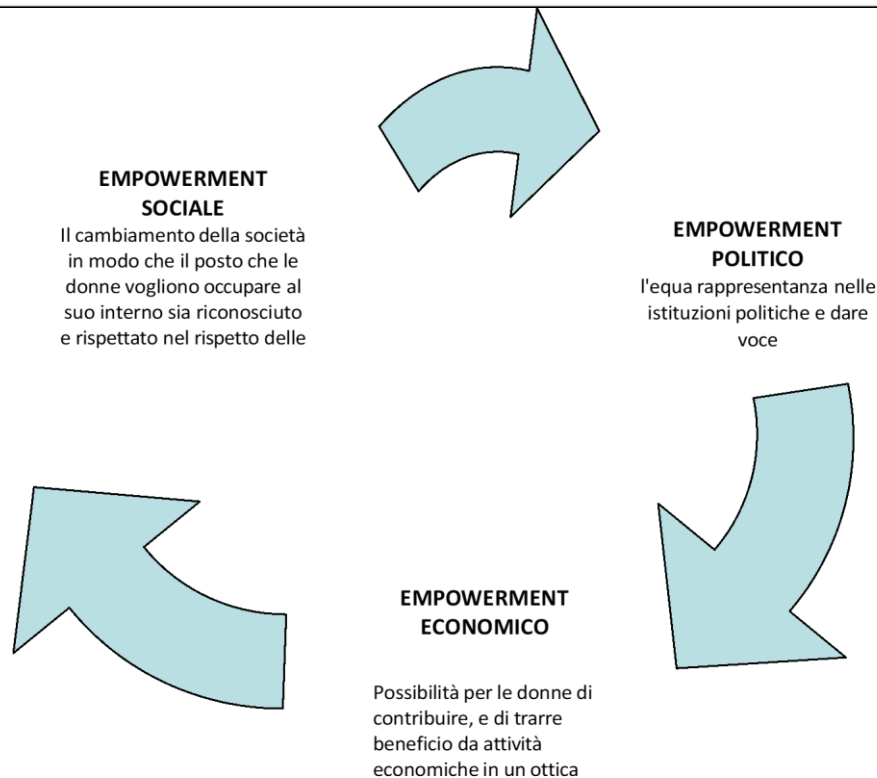 EMPOWERMENT
SOCIALE
Il cambiamento della società
in modo che il posto che le
donne vogliono occupare al
suo interno sia riconosciuto
e rispettato nel rispetto delle
EMPOWERMENT
POLITICO
l'equa rappresentanza nelle
istituzioni politiche e dare
voce
EMPOWERMENT
ECONOMICO
Possibilità per le donne di
contribuire, e di trarre
beneficio da attività
economiche in un ottica